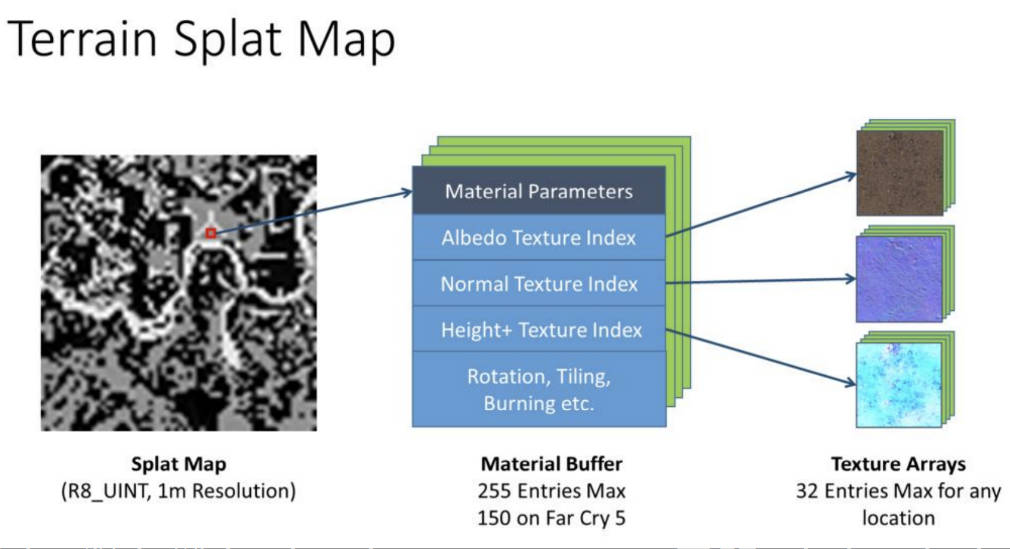 Terrain Splat Map
Material Parameters
Albedo Texture Index
Normal Texture Index
Height+ Texture Index
Rotation, Tiling,
Burning etc.
Splat Map
(R8_UINT, 1m Resolution)
Material Buffer
255 Entries Max
150 on Far Cry 5
Texture Arrays
32 Entries Max for any
location